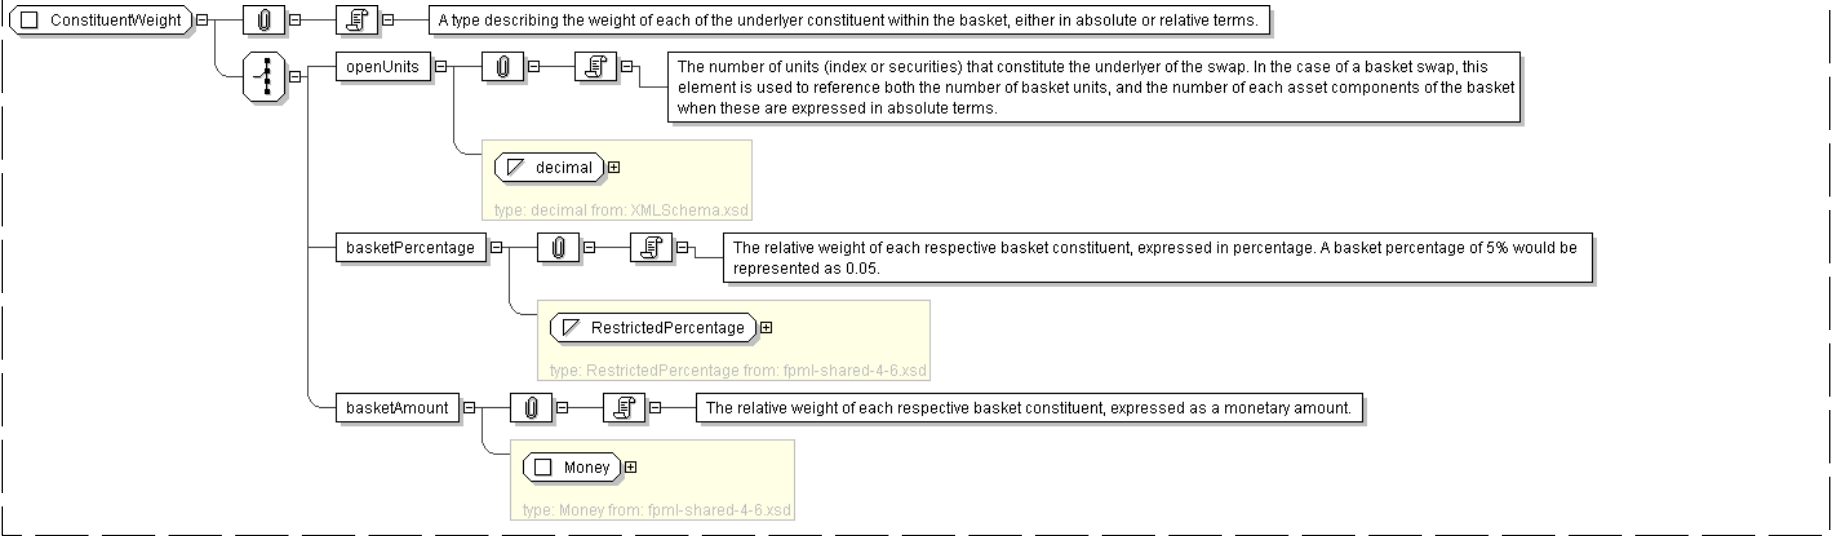 ConstituentWeight
A type describing the weight of each of the underlyer constituent within the basket, either in absolute or relative terms.
openUnits
The number of units (index or securities) that constitute the underlyer of the swap. In the case of a basket swap, this
element is used to reference both the number of basket units, and the number of each asset components of the basket
when these are expressed in absolute terms.
decimal
type: decimal from: XMLSchema.xsd
basketPercentage
The relative weight of each respective basket constituent, expressed in percentage. A basket percentage of 5% would be
represented as 0.05.
RestrictedPercentage
type: RestrictedPercentage from: fpml-shared-4-6.xsd
basketAmount
The relative weight of each respective basket constituent, expressed as a monetary amount.
Money
type: Money from: fpml-shared-4-6.xsd